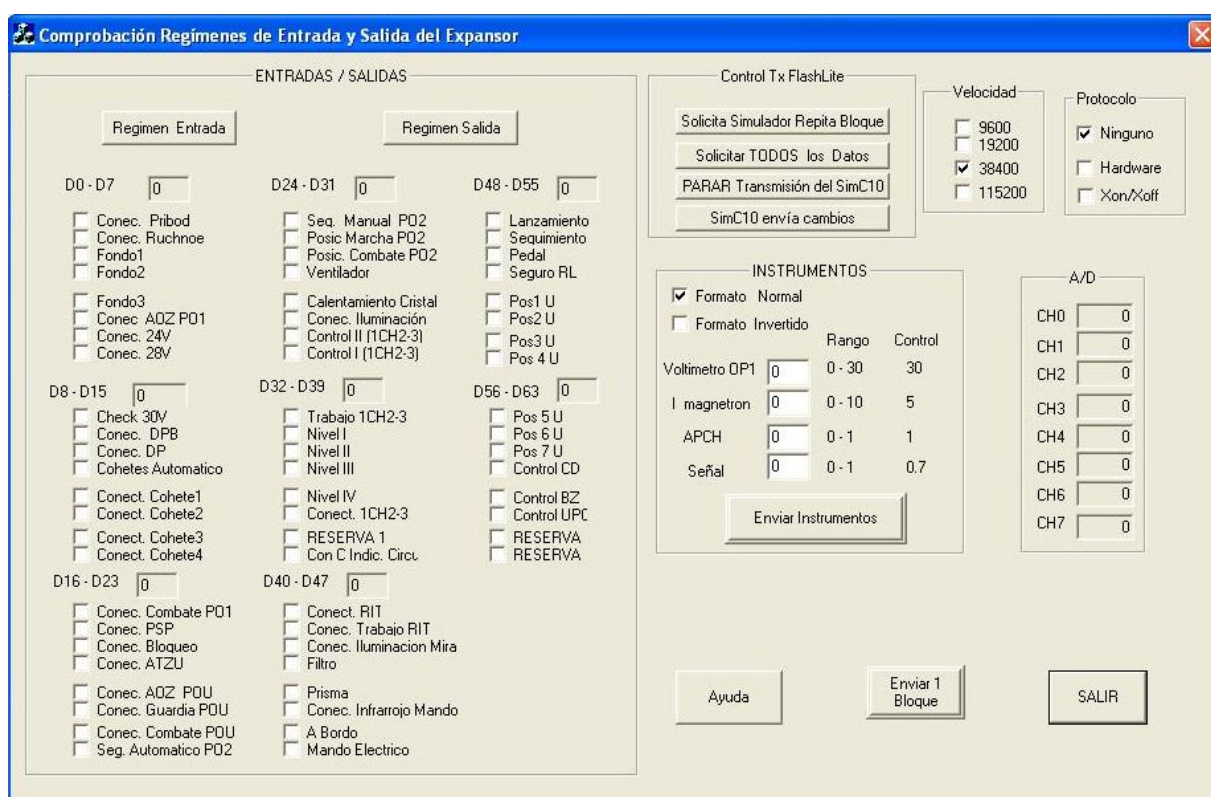 Comprobación Regímenes de Entrada y Salida del Expansor
ENTRADAS / SALIDAS
Regimen Entrada
Regimen Salida
D0 - D7 0
Conec. Pribod
Conec. Ruchnoe
Fondo1
Fondo2
Fondo3
Conec AOZ PO1
Conec. 24V
Conec. 28V
D8 - D15 0
Check 30V
Conec. DPB
Conec. DP
Cohetes Automatico
Conect. Cohete1
Conect. Cohete2
Conect. Cohete3
Conect. Cohete4
D16 - D23 0
Conec. Combate PO1
Conec. PSP
Conec. Bloqueo
Conec. ATZU
Conec. AOZ POU
Conec. Guardia POU
Conec. Combate POU
Seg. Automatico PO2
D24 - D31 0
Seg. Manual PO2
Posic Marcha PO2
Posic. Combate PO2
Ventilador
Calentamiento Cristal
Conec. Iluminación
Control II (1CH2-3)
Control I (1CH2-3)
D32 - D39 0
Trabajo 1CH2-3
Nivel I
Nivel II
Nivel III
Nivel IV
Conect. 1CH2-3
RESERVA 1
Con C Indic. Circu
D40 - D47 0
Conect. RIT
Conec. Trabajo RIT
Conec. Iluminacion Mira
Filtro
Prisma
Conec. Infrarrojo Mando
A Bordo
Mando Electrico
D48 - D55 0
Lanzamiento
Seguimiento
Pedal
Seguro RL
Pos1 U
Pos2 U
Pos3 U
Pos 4 U
D56 - D63 0
Pos 5 U
Pos 6 U
Pos 7 U
Control CD
Control BZ
Control UPC
RESERVA
RESERVA
Control Tx FlashLite
Solicita Simulador Repita Bloque
Solicitar TODOS los Datos
PARAR Transmisión del SimC10
SimC10 envía cambios
Velocidad
9600
19200
38400
115200
Protocolo
Ninguno
Hardware
Xon/Xoff
INSTRUMENTOS
Formato Normal
Formato Invertido
Rango Control
Voltimetro OP1 0 0 - 30 30
I magnetron 0 0 - 10 5
APCH 0 0 - 1 1
Señal 0 0 - 1 0.7
Enviar Instrumentos
A/D
CH0 0
CH1 0
CH2 0
CH3 0
CH4 0
CH5 0
CH6 0
CH7 0
Ayuda
Enviar 1
Bloque
SALIR